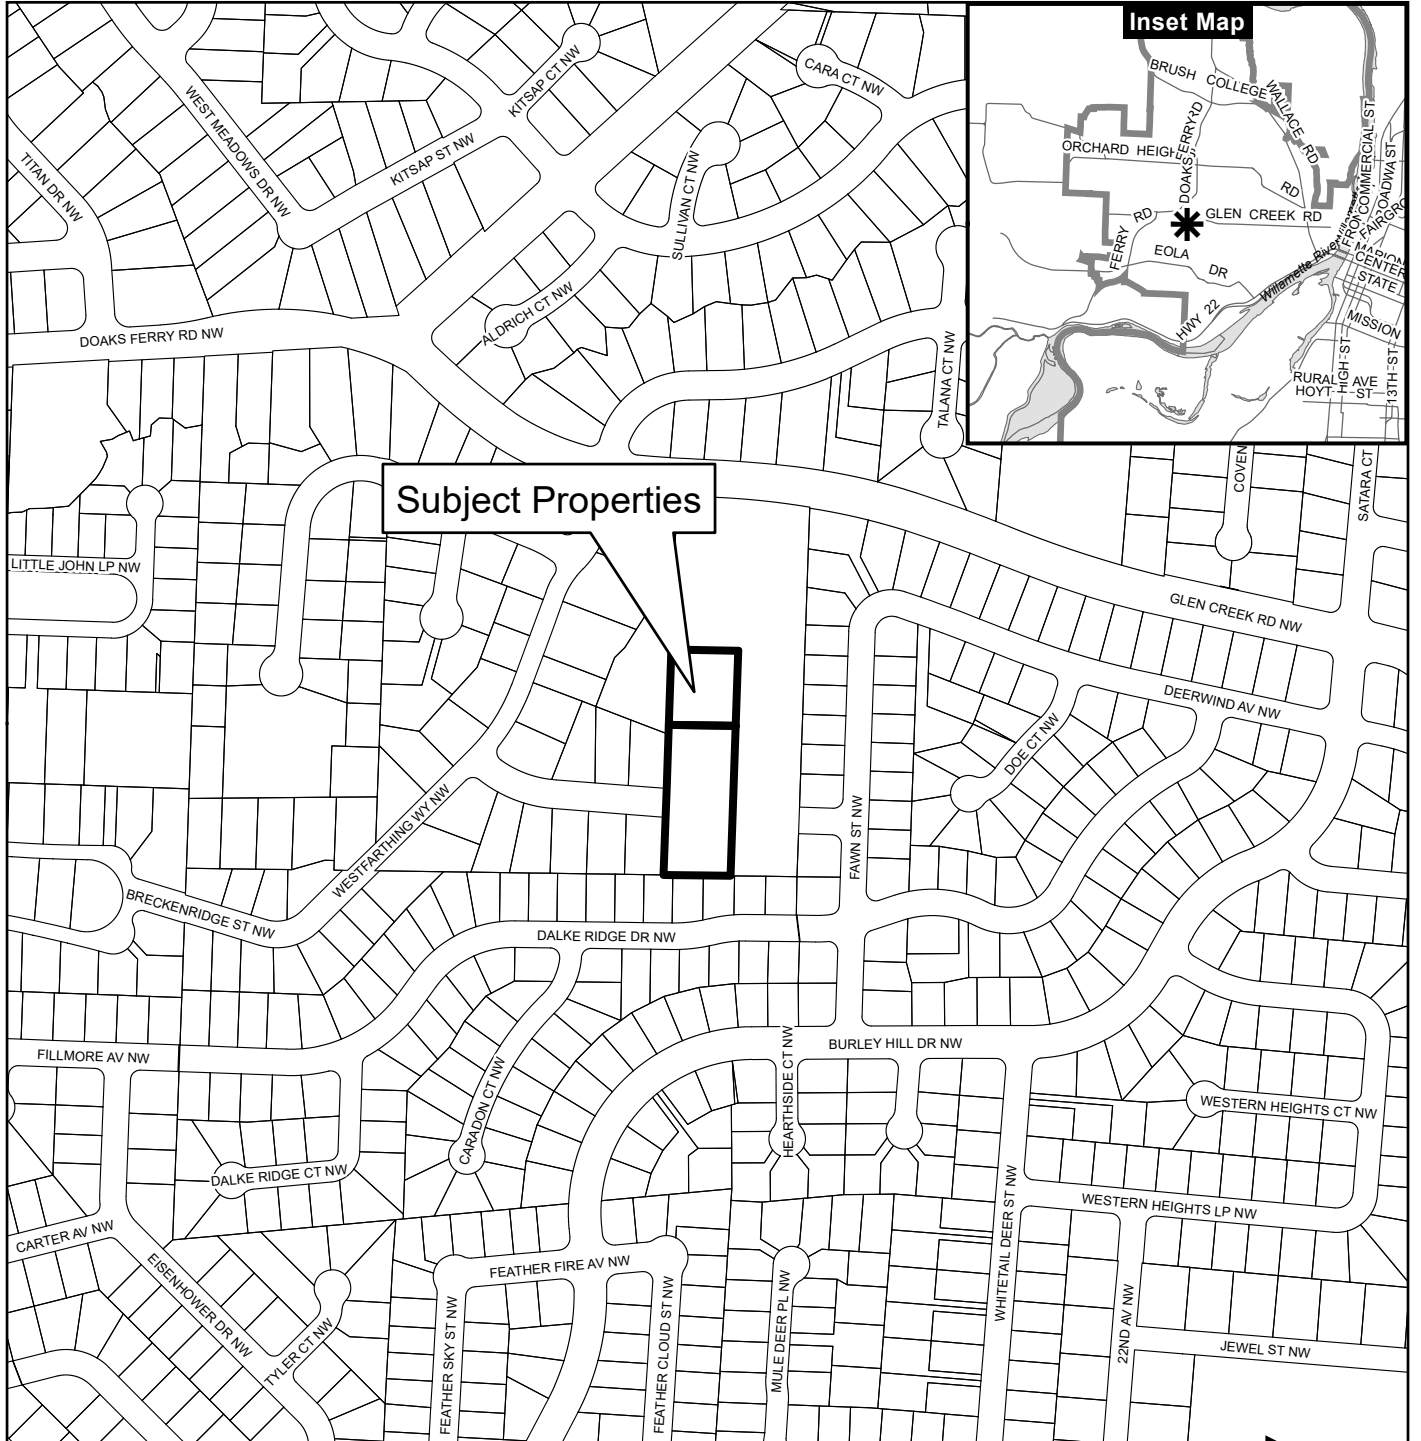 Inset Map
BRUSH COLLEGE
WALLACE RD
DOAKS FERRY RD
ORCHARD HEIGH
RD
COMMERCIAL ST
RD
GLEN CREEK RD
FERRY
EOLA
DR
Willamette River
HWY 22
MARION
CENTER
STATE
MISSION
HIGH ST
13TH ST
RURAL AVE
HOYT ST
KITSAP CT NW
CARA CT NW
WEST MEADOWS DR NW
KITSAP ST NW
TITAN DR NW
SULLIVAN CT NW
ALDRICH CT NW
DOAKS FERRY RD NW
TALANA CT NW
COVEN
SATARA CT
Subject Properties
LITTLE JOHN LP NW
GLEN CREEK RD NW
DEERWIND AV NW
DOE CT NW
WESTFARTHING WY NW
FAWN ST NW
BRECKENRIDGE ST NW
DALKE RIDGE DR NW
FILLMORE AV NW
BURLEY HILL DR NW
HEARTHSIDE CT NW
CARADON CT NW
WESTERN HEIGHTS CT NW
DALKE RIDGE CT NW
WESTERN HEIGHTS LP NW
WHITETAIL DEER ST NW
CARTER AV NW
EISENHOWER DR NW
FEATHER FIRE AV NW
TYLER CT NW
FEATHER SKY ST NW
FEATHER CLOUD ST NW
MULE DEER PL NW
22ND AV NW
JEWEL ST NW